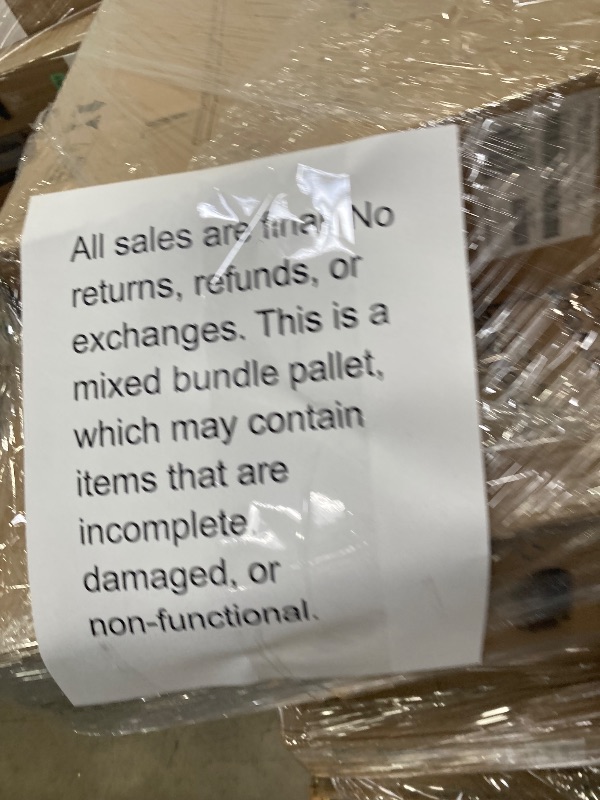 All sales are final. No
returns, refunds, or
exchanges. This is a
mixed bundle pallet,
which may contain
items that are
incomplete,
damaged, or
non-functional.